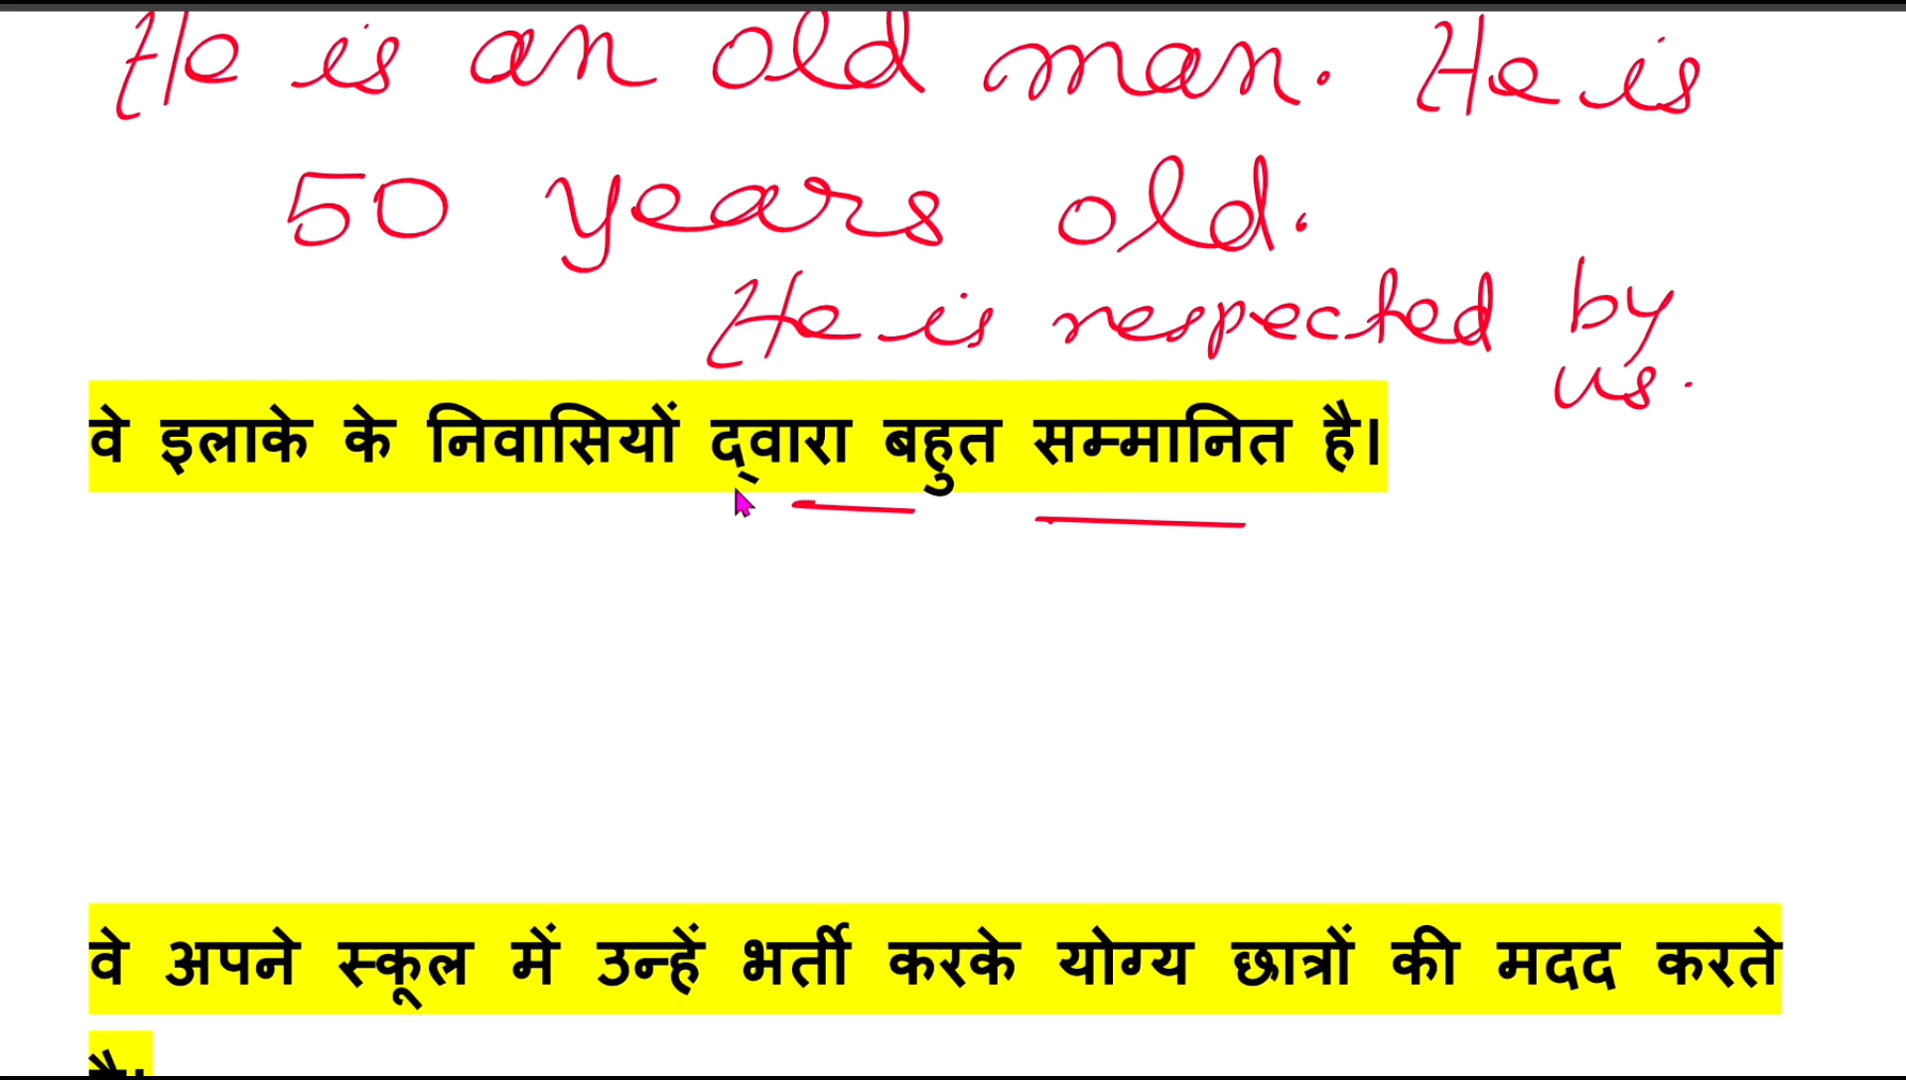 He is an old man. He is
50 years old.
He is respected by
us.
वे इलाके के निवासियों द्वारा बहुत सम्मानित है।
वे अपने स्कूल में उन्हें भर्ती करके योग्य छात्रों की मदद करते